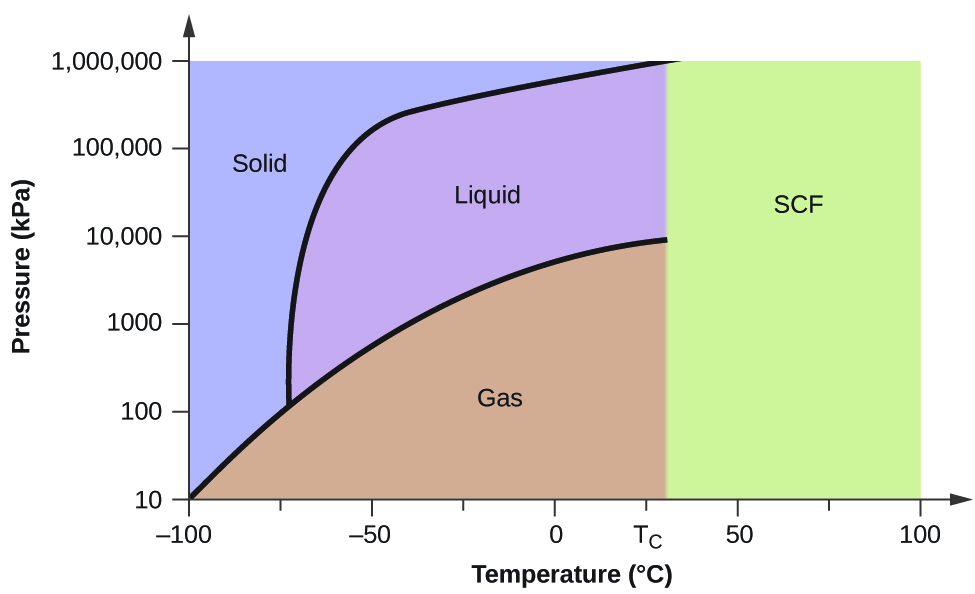 1,000,000
100,000
10,000
1000
100
10
Pressure (kPa)
Solid
Liquid
SCF
Gas
–100
–50
0
TC
50
100
Temperature (°C)